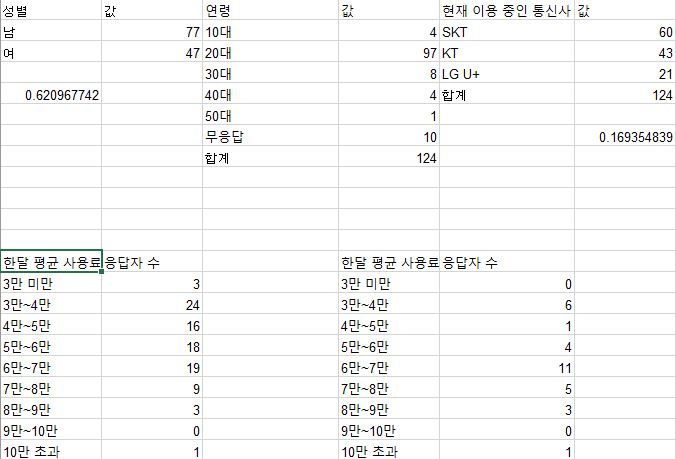 성별 값 연령 값 현재 이용 중인 통신사 값
남 77 10대 4 SKT 60
여 47 20대 97 KT 43
30대 8 LG U+ 21
0.620967742 40대 4 합계 124
50대 1
무응답 10 0.169354839
합계 124
한달 평균 사용료 응답자 수 한달 평균 사용료 응답자 수
3만 미만 3 3만 미만 0
3만~4만 24 3만~4만 6
4만~5만 16 4만~5만 1
5만~6만 18 5만~6만 4
6만~7만 19 6만~7만 11
7만~8만 9 7만~8만 5
8만~9만 3 8만~9만 3
9만~10만 0 9만~10만 0
10만 초과 1 10만 초과 1